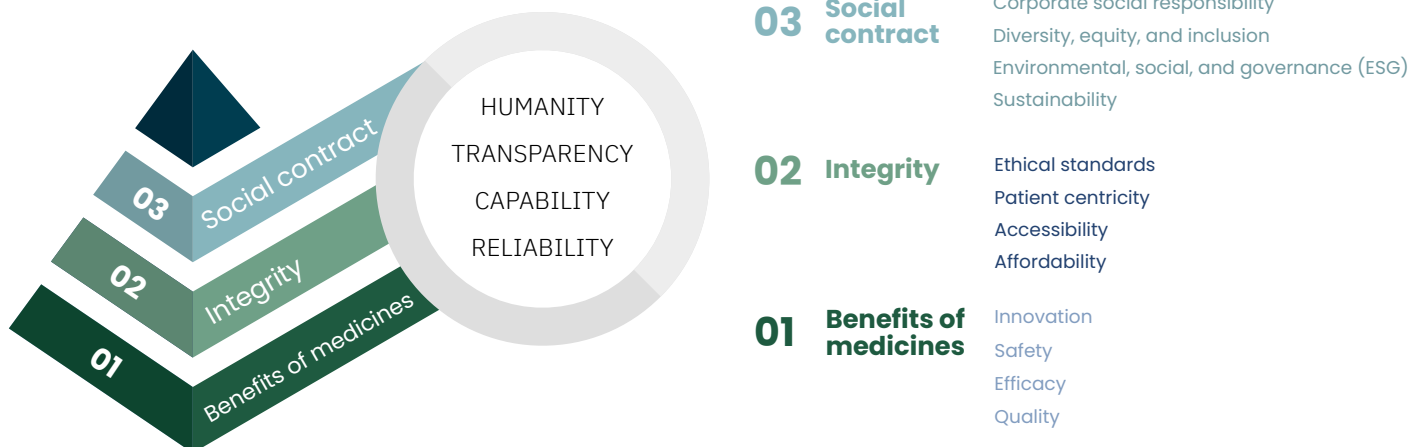 03
Social contract
02
Integrity
01
Benefits of medicines
HUMANITY
TRANSPARENCY
CAPABILITY
RELIABILITY
03
Social
contract
Corporate social responsibility
Diversity, equity, and inclusion
Environmental, social, and governance (ESG)
Sustainability
02
Integrity
Ethical standards
Patient centricity
Accessibility
Affordability
01
Benefits of
medicines
Innovation
Safety
Efficacy
Quality